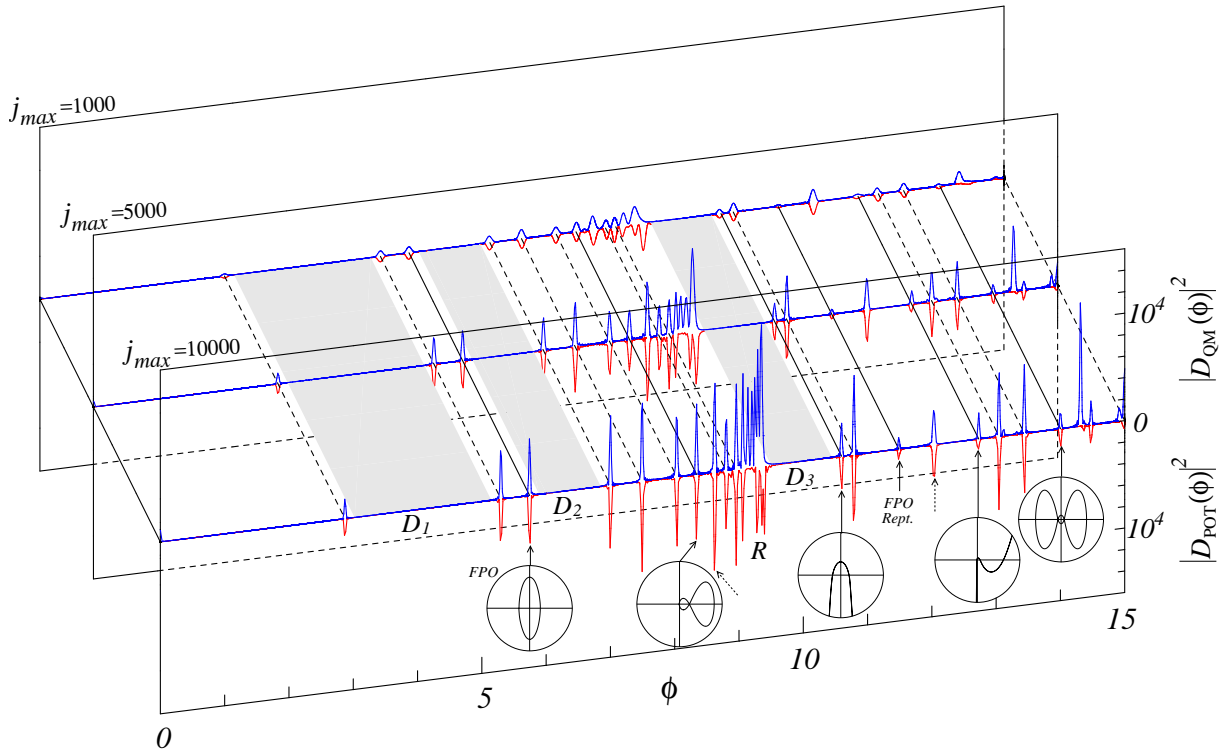 j_max=1000
j_max=5000
j_max=10000
10^4
|D_QM(ϕ)|^2
0
10^4
|D_POT(ϕ)|^2
D_1
D_2
D_3
R
FPO
FPO
Rept.
0
5
10
15
ϕ